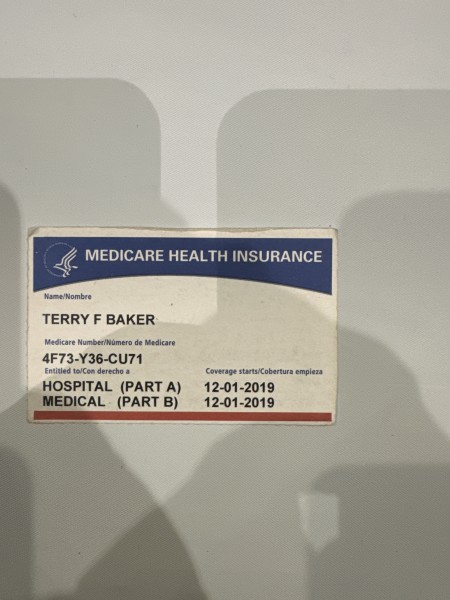 MEDICARE HEALTH INSURANCE
Name/Nombre
TERRY F BAKER
Medicare Number/Número de Medicare
4F73-Y36-CU71
Entitled to/Con derecho a Coverage starts/Cobertura empieza
HOSPITAL (PART A) 12-01-2019
MEDICAL (PART B) 12-01-2019